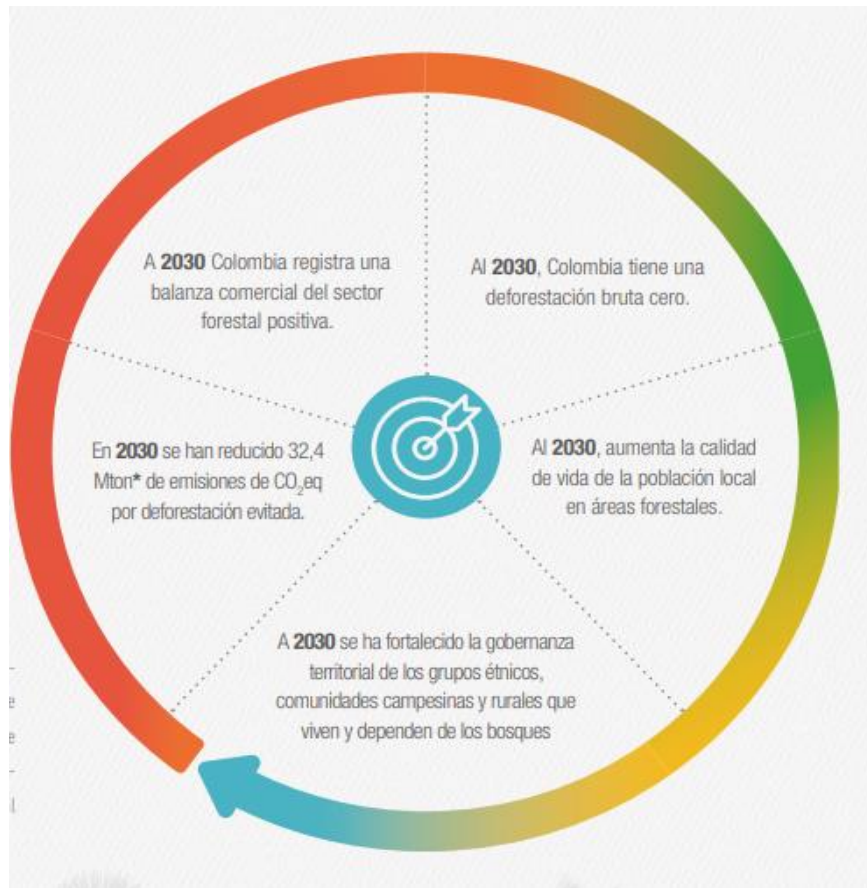 A 2030 Colombia registra una
balanza comercial del sector
forestal positiva.
Al 2030, Colombia tiene una
deforestación bruta cero.
En 2030 se han reducido 32,4
Mton* de emisiones de CO₂eq
por deforestación evitada.
Al 2030, aumenta la calidad
de vida de la población local
en áreas forestales.
A 2030 se ha fortalecido la gobernanza
territorial de los grupos étnicos,
comunidades campesinas y rurales que
viven y dependen de los bosques